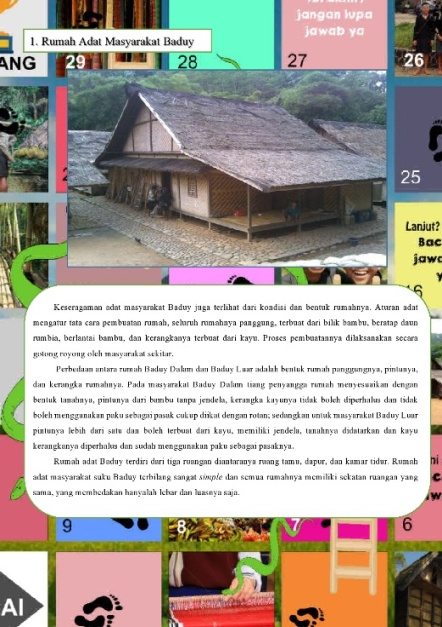 jangan lupa
jawab ya
1. Rumah Adat Masyarakat Baduy
ANG
29
28
27
26
25
Lanjut?
Bac
jawa
y
16
Keseragaman adat masyarakat Baduy juga terlihat dari kondisi dan bentuk rumahnya. Aturan adat
mengatur tata cara pembuatan rumah, seluruh rumahnya panggung, terbuat dari bilik bambu, beratap daun
rumbia, berlantai bambu, dan kerangkanya terbuat dari kayu. Proses pembuatannya dilaksanakan secara
gotong royong oleh masyarakat sekitar.
Perbedaan antara rumah Baduy Dalam dan Baduy Luar adalah bentuk rumah panggungnya, pintunya,
dan kerangka rumahnya. Pada masyarakat Baduy Dalam tiang penyangga rumah menyesuaikan dengan
bentuk tanahnya, pintunya dari bambu tanpa jendela, kerangka kayunya tidak boleh diperhalus dan tidak
boleh menggunakan paku sebagai pasak cukup diikat dengan rotan; sedangkan untuk masyarakat Baduy Luar
pintunya lebih dari satu dan boleh terbuat dari kayu, memiliki jendela, tanahnya didatarkan dan kayu
kerangkanya diperhalus dan sudah menggunakan paku sebagai pasaknya.
Rumah adat Baduy terdiri dari tiga ruangan diantaranya ruang tamu, dapur, dan kamar tidur. Rumah
adat masyarakat suku Baduy terbilang sangat simple dan semua rumahnya memiliki sekatan ruangan yang
sama, yang membedakan hanyalah lebar dan luasnya saja.
hi
w
9
8
7
6
AI